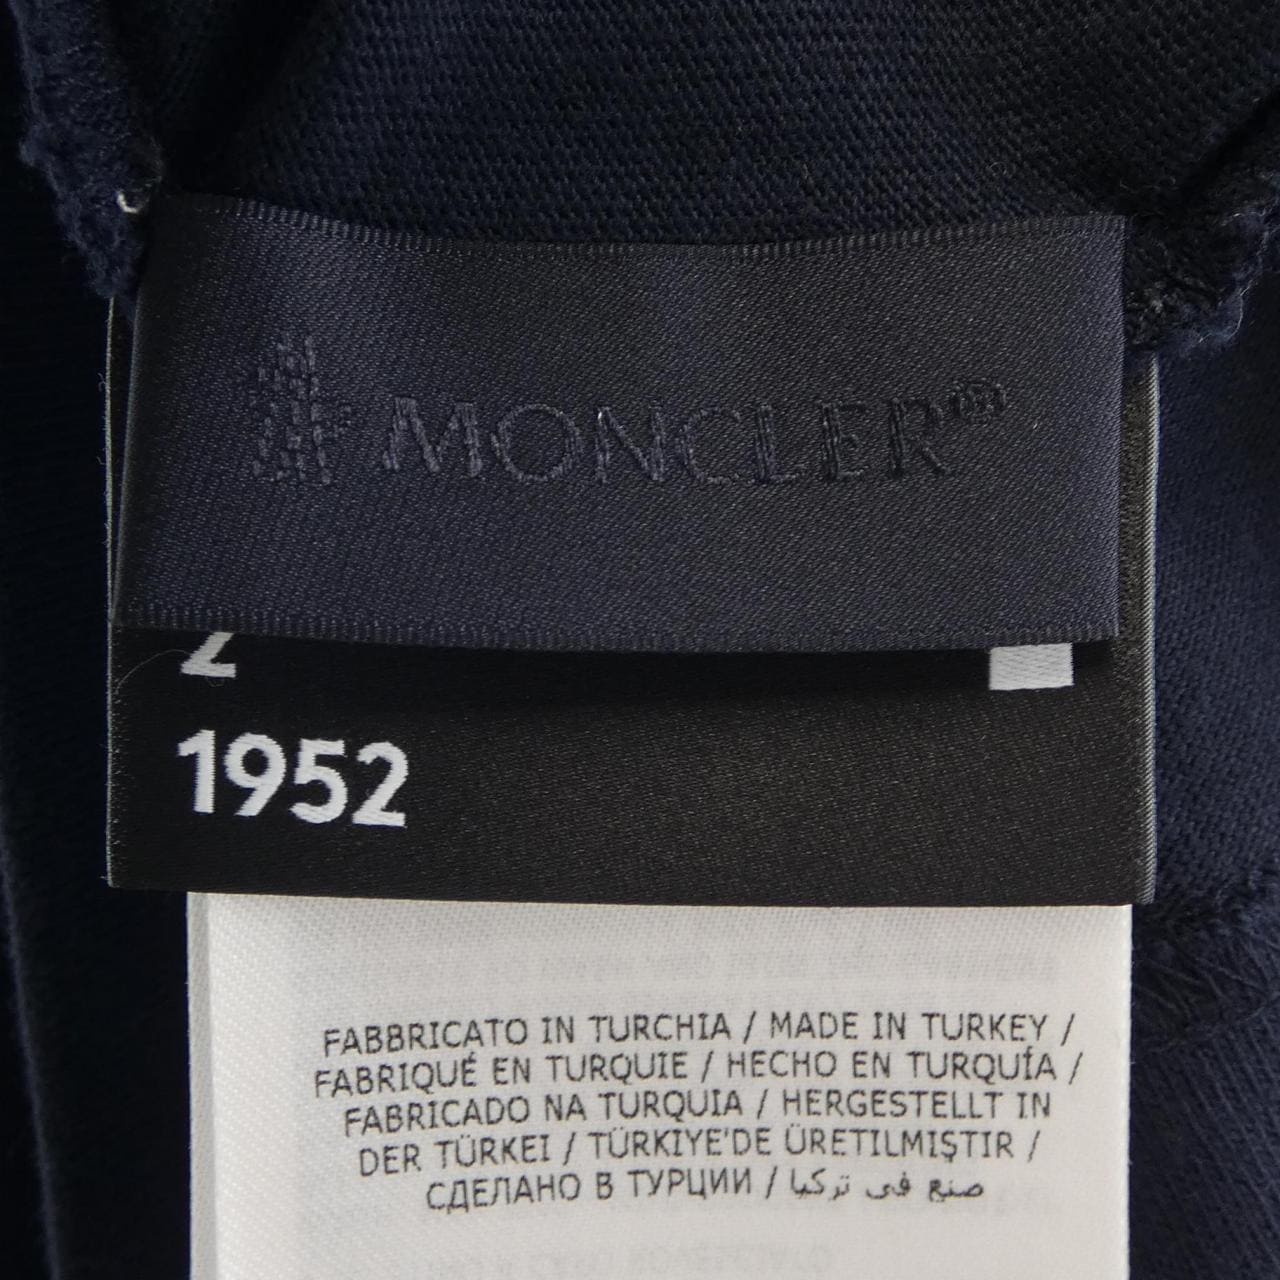 MONCLER
2
1952
FABBRICATO IN TURCHIA / MADE IN TURKEY /
FABRIQUÉ EN TURQUIE / HECHO EN TURQUÍA /
FABRICADO NA TURQUIA / HERGESTELLT IN
DER TÜRKEI / TÜRKIYE'DE ÜRETILMIŞTIR /
СДЕЛАНО В ТУРЦИИ / صنع في تركيا